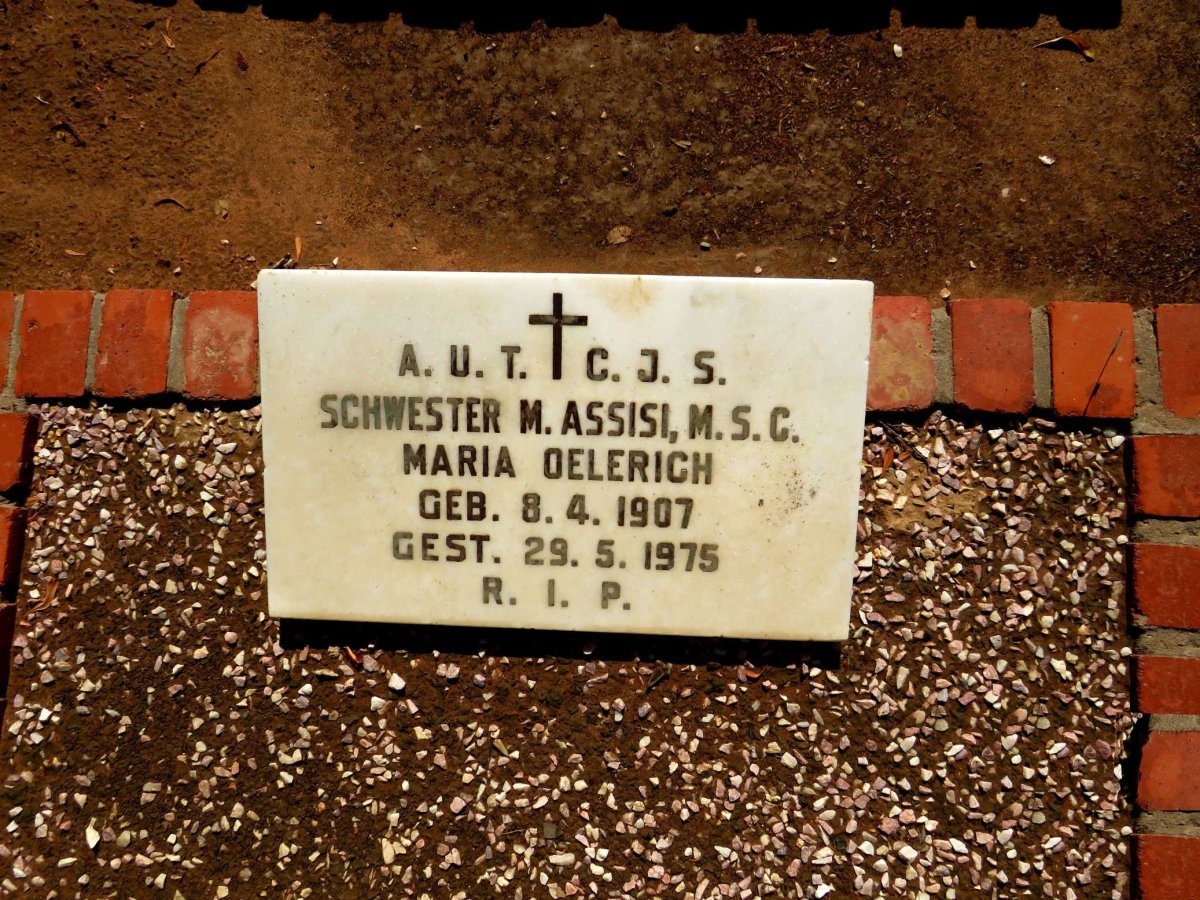 A. U. T. C. J. S.
SCHWESTER M. ASSISI, M. S. C.
MARIA OELERICH
GEB. 8. 4. 1907
GEST. 29. 5. 1975
R. I. P.